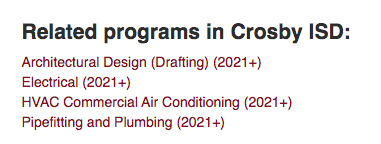 Related programs in Crosby ISD:
Architectural Design (Drafting) (2021+)
Electrical (2021+)
HVAC Commercial Air Conditioning (2021+)
Pipefitting and Plumbing (2021+)